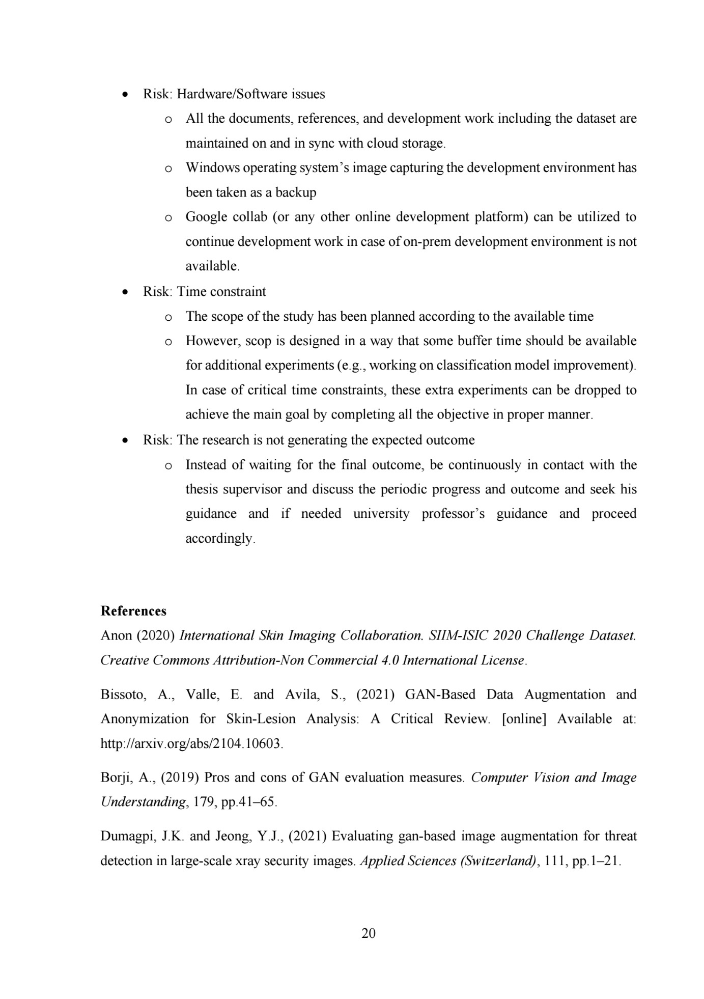 • Risk: Hardware/Software issues
o All the documents, references, and development work including the dataset are
maintained on and in sync with cloud storage.
o Windows operating system’s image capturing the development environment has
been taken as a backup
o Google collab (or any other online development platform) can be utilized to
continue development work in case of on-prem development environment is not
available.
• Risk: Time constraint
o The scope of the study has been planned according to the available time
o However, scop is designed in a way that some buffer time should be available
for additional experiments (e.g., working on classification model improvement).
In case of critical time constraints, these extra experiments can be dropped to
achieve the main goal by completing all the objective in proper manner.
• Risk: The research is not generating the expected outcome
o Instead of waiting for the final outcome, be continuously in contact with the
thesis supervisor and discuss the periodic progress and outcome and seek his
guidance and if needed university professor’s guidance and proceed
accordingly.
References
Anon (2020) International Skin Imaging Collaboration. SIIM-ISIC 2020 Challenge Dataset.
Creative Commons Attribution-Non Commercial 4.0 International License.
Bissoto, A., Valle, E. and Avila, S., (2021) GAN-Based Data Augmentation and
Anonymization for Skin-Lesion Analysis: A Critical Review. [online] Available at:
http://arxiv.org/abs/2104.10603.
Borji, A., (2019) Pros and cons of GAN evaluation measures. Computer Vision and Image
Understanding, 179, pp.41–65.
Dumagpi, J.K. and Jeong, Y.J., (2021) Evaluating gan-based image augmentation for threat
detection in large-scale xray security images. Applied Sciences (Switzerland), 111, pp.1–21.
20